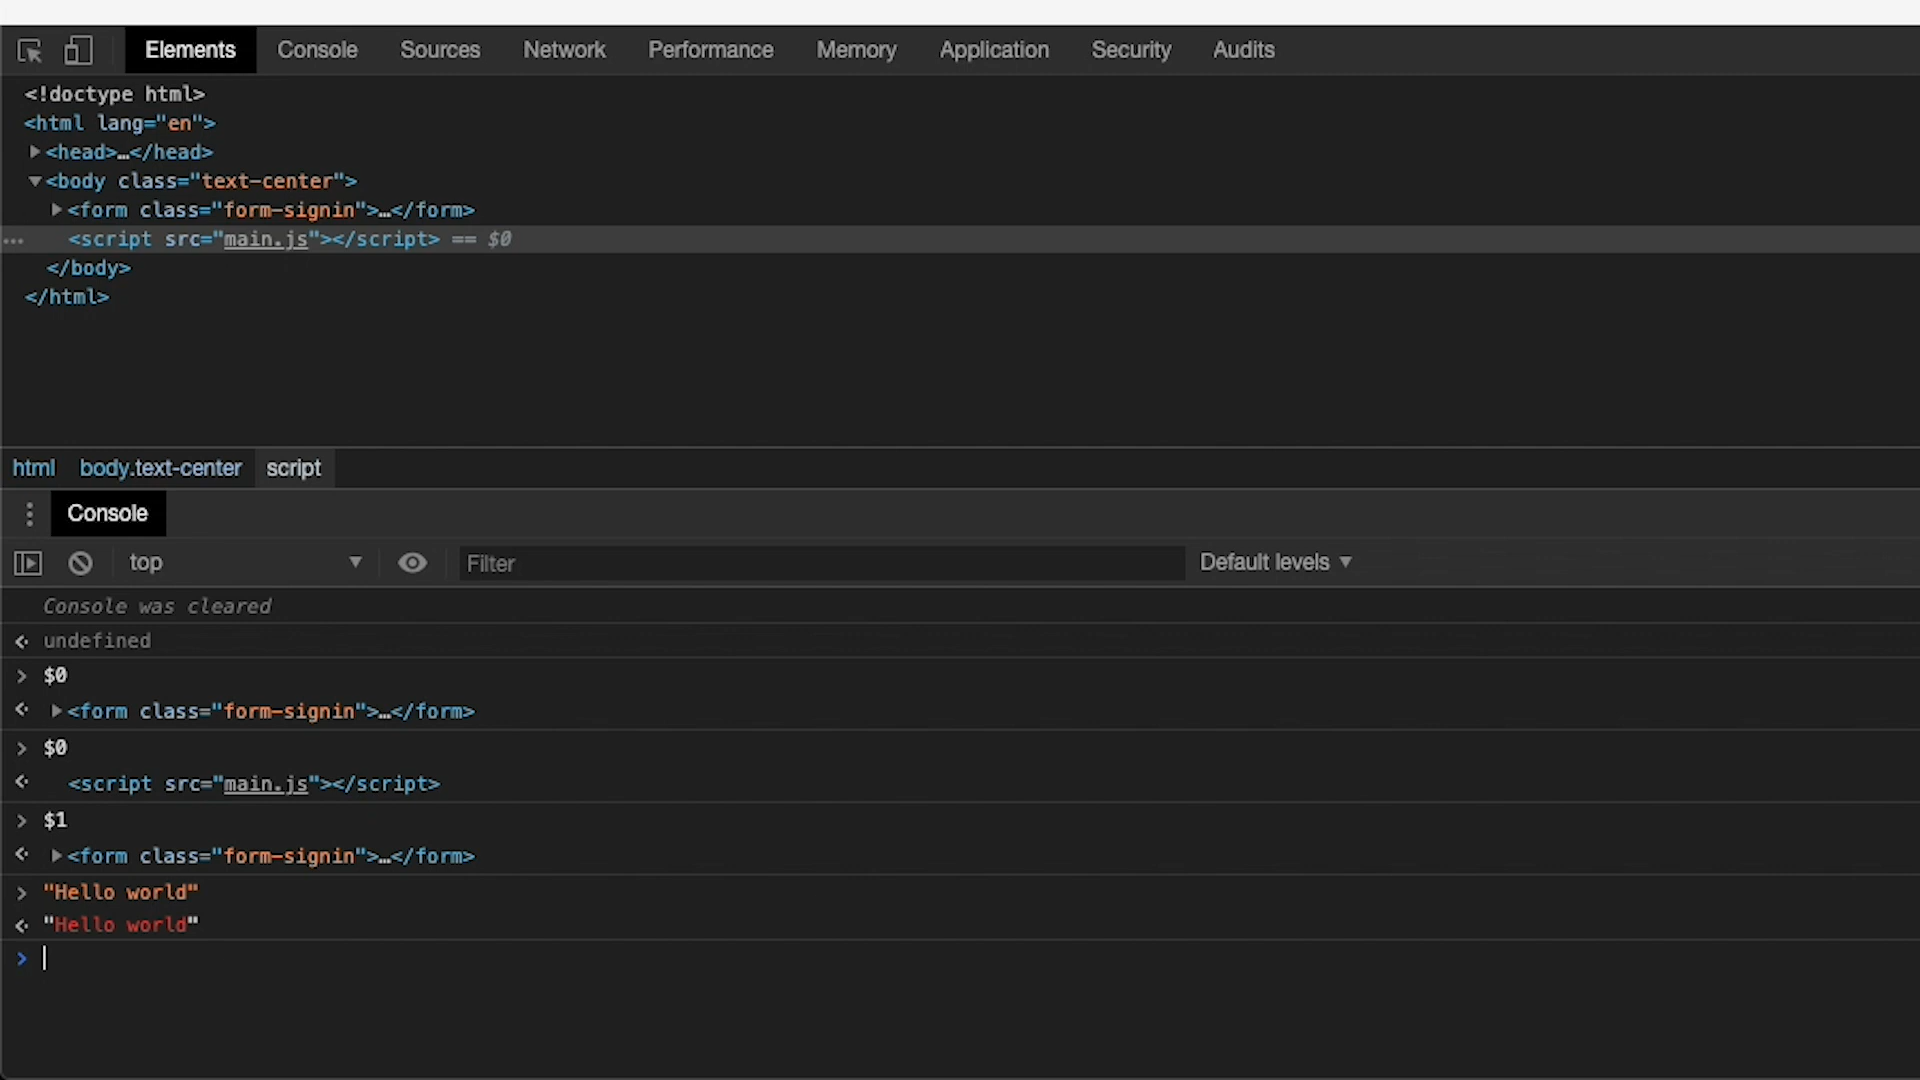 Elements Console Sources Network Performance Memory Application Security Audits
<!doctype html>
<html lang="en">
<head>…</head>
<body class="text-center">
<form class="form-signin">…</form>
<script src="main.js"></script> == $0
</body>
</html>
html body.text-center script
Console
top Filter Default levels
Console was cleared
undefined
$0
<form class="form-signin">…</form>
$0
<script src="main.js"></script>
$1
<form class="form-signin">…</form>
"Hello world"
"Hello world"